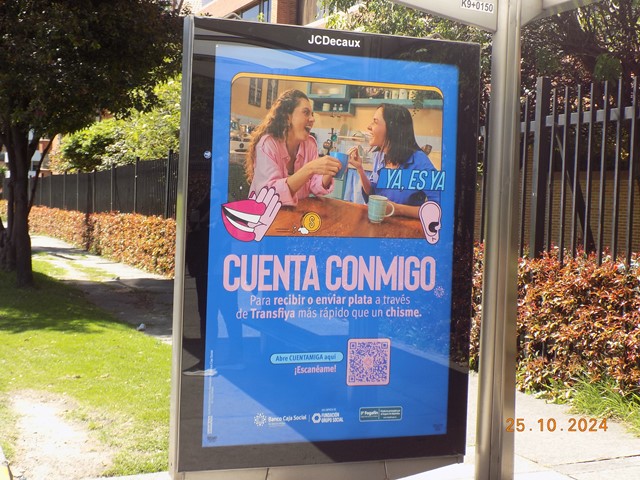 K9+0150
JCDecaux
YA, ES YA
CUENTA CONMIGO
Para recibir o enviar plata a través
de Transfiya más rápido que un chisme.
Abre CUENTAMIGA aquí
¡Escanéame!
Banco Caja Social
FUNDACIÓN
GRUPO SOCIAL
25.10.2024